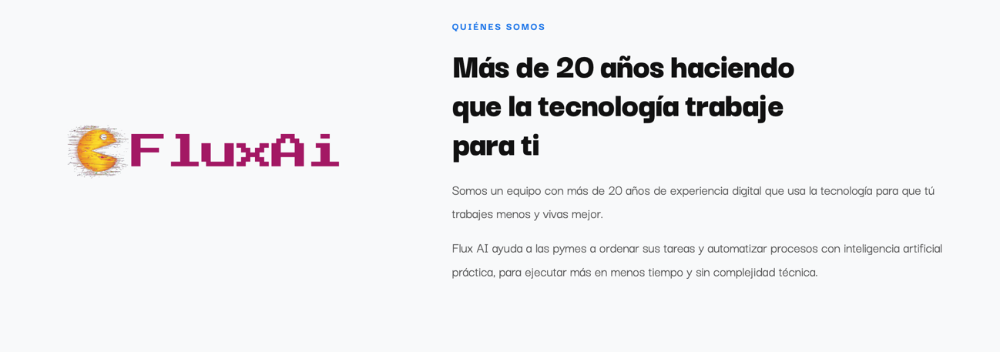 QUIÉNES SOMOS
Más de 20 años haciendo
que la tecnología trabaje
para ti
FluxAi
Somos un equipo con más de 20 años de experiencia digital que usa la tecnología para que tú
trabajes menos y vivas mejor.
Flux AI ayuda a las pymes a ordenar sus tareas y automatizar procesos con inteligencia artificial
práctica, para ejecutar más en menos tiempo y sin complejidad técnica.